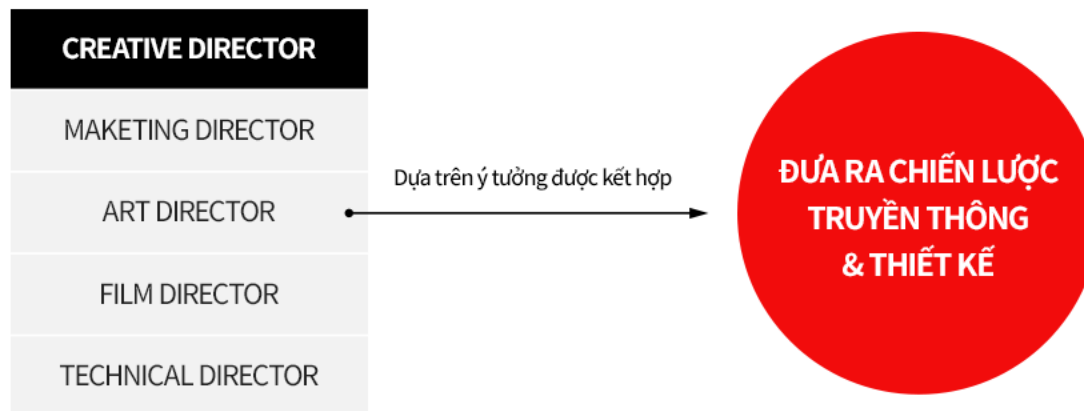 CREATIVE DIRECTOR
MAKETING DIRECTOR
ART DIRECTOR
FILM DIRECTOR
TECHNICAL DIRECTOR
Dựa trên ý tưởng được kết hợp
ĐƯA RA CHIẾN LƯỢC
TRUYỀN THÔNG
& THIẾT KẾ